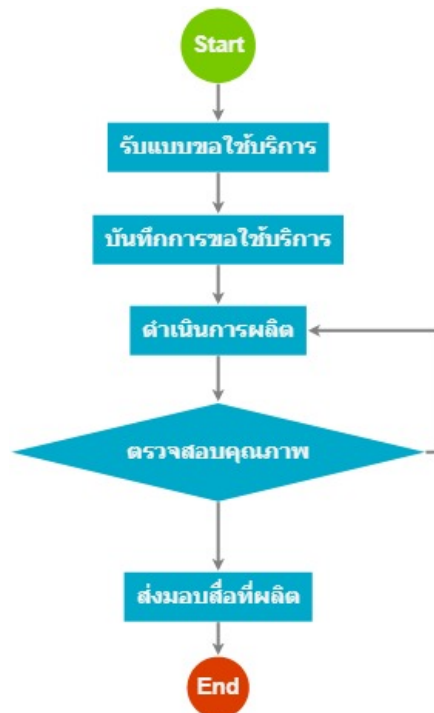 Start
รับแบบขอใช้บริการ
บันทึกการขอใช้บริการ
ดำเนินการผลิต
ตรวจสอบคุณภาพ
ส่งมอบสื่อที่ผลิต
End